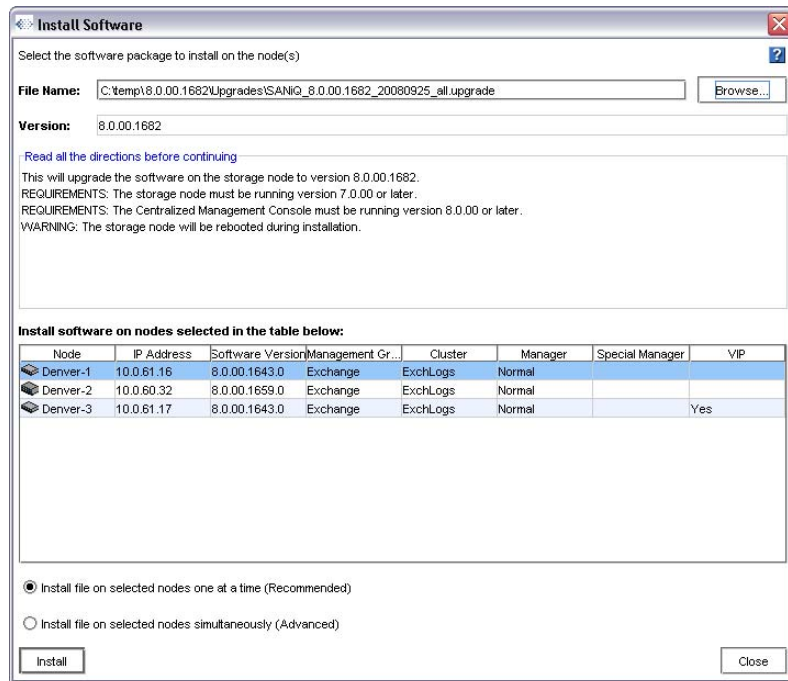 Install Software
Select the software package to install on the node(s)
?
File Name: C:\temp\8.0.00.1682\Upgrades\SANiQ_8.0.00.1682_20080925_all.upgrade Browse...
Version: 8.0.00.1682
Read all the directions before continuing
This will upgrade the software on the storage node to version 8.0.00.1682.
REQUIREMENTS: The storage node must be running version 7.0.00 or later.
REQUIREMENTS: The Centralized Management Console must be running version 8.0.00 or later.
WARNING: The storage node will be rebooted during installation.
Install software on nodes selected in the table below:
Node IP Address Software Version Management Gr... Cluster Manager Special Manager VIP
Denver-1 10.0.61.16 8.0.00.1643.0 Exchange ExchLogs Normal
Denver-2 10.0.60.32 8.0.00.1659.0 Exchange ExchLogs Normal
Denver-3 10.0.61.17 8.0.00.1643.0 Exchange ExchLogs Normal Yes
Install file on selected nodes one at a time (Recommended)
Install file on selected nodes simultaneously (Advanced)
Install Close